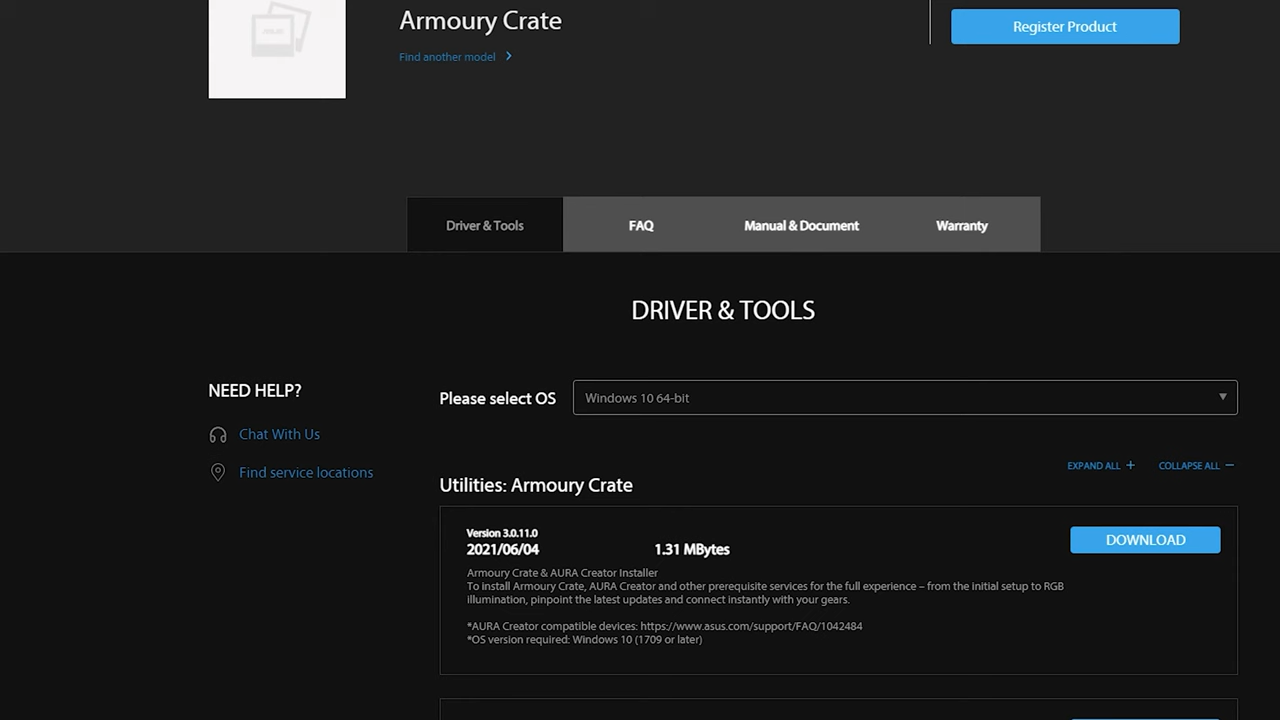 Armoury Crate
Register Product
Find another model
Driver & Tools
FAQ
Manual & Document
Warranty
DRIVER & TOOLS
NEED HELP?
Chat With Us
Find service locations
Please select OS
Windows 10 64-bit
EXPAND ALL +
COLLAPSE ALL −
Utilities: Armoury Crate
Version 3.0.11.0
2021/06/04
1.31 MBytes
DOWNLOAD
Armoury Crate & AURA Creator Installer
To install Armoury Crate, AURA Creator and other prerequisite services for the full experience – from the initial setup to RGB
illumination, pinpoint the latest updates and connect instantly with your gears.
*AURA Creator compatible devices: https://www.asus.com/support/FAQ/1042484
*OS version required: Windows 10 (1709 or later)